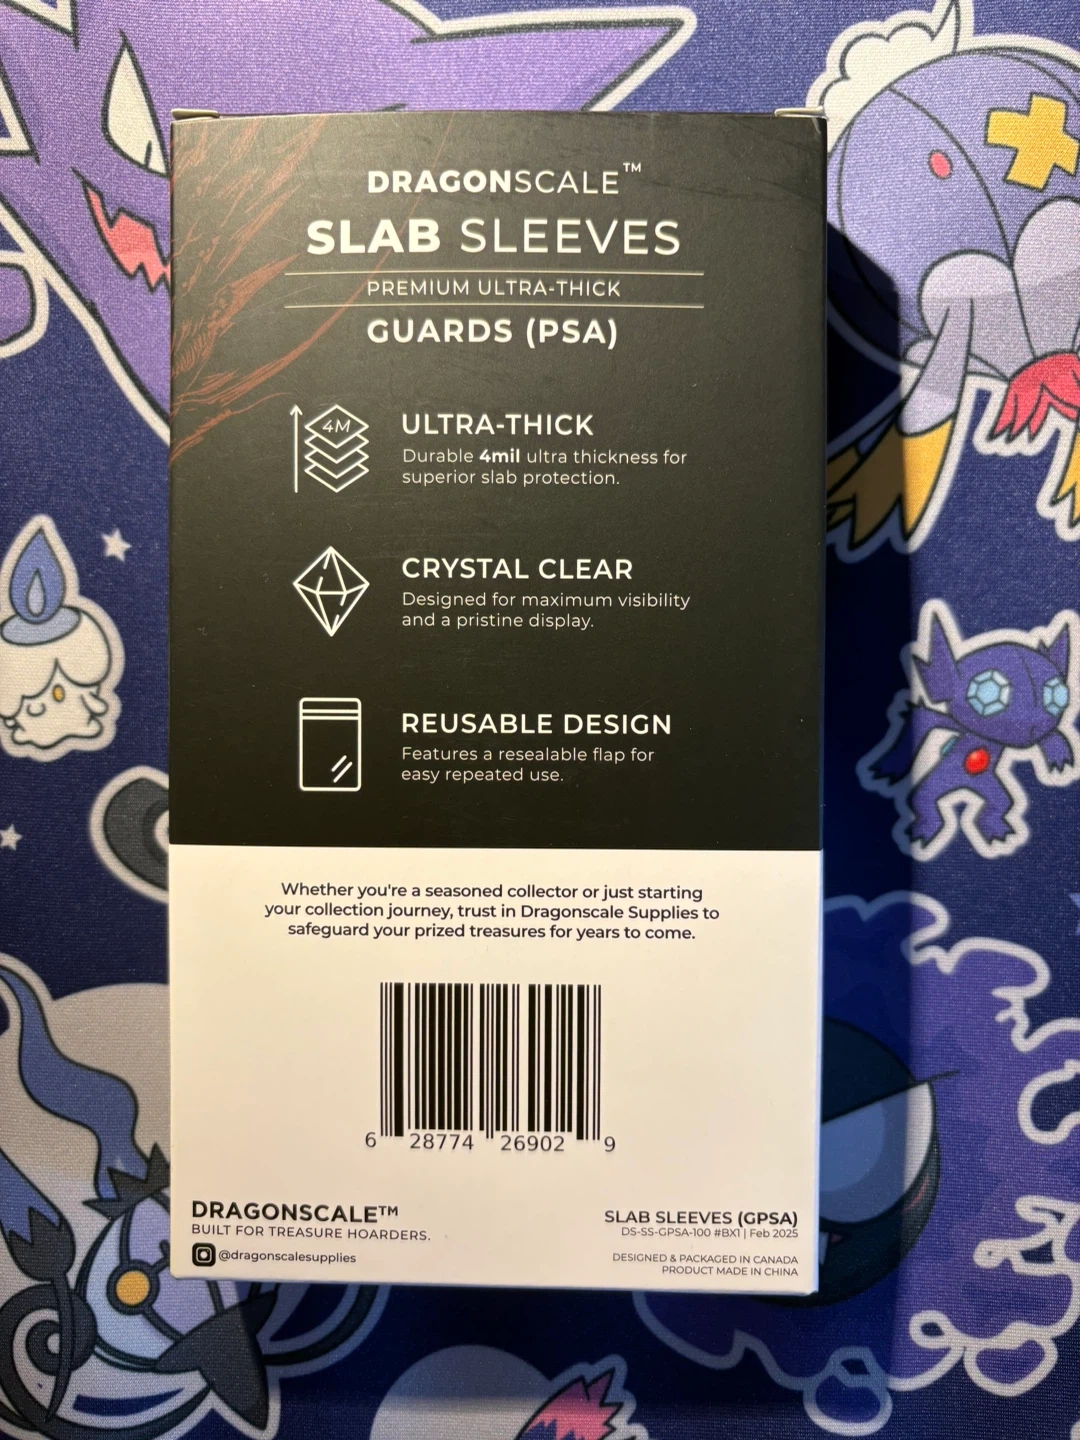 DRAGONSCALE™
SLAB SLEEVES
PREMIUM ULTRA-THICK
GUARDS (PSA)
4M
ULTRA-THICK
Durable 4mil ultra thickness for
superior slab protection.
CRYSTAL CLEAR
Designed for maximum visibility
and a pristine display.
REUSABLE DESIGN
Features a resealable flap for
easy repeated use.
Whether you're a seasoned collector or just starting
your collection journey, trust in Dragonscale Supplies to
safeguard your prized treasures for years to come.
6 28774 26902 9
DRAGONSCALE™
BUILT FOR TREASURE HOARDERS.
@dragonscalesupplies
SLAB SLEEVES (GPSA)
DS-SS-GPSA-100 #BX1 | Feb 2025
DESIGNED & PACKAGED IN CANADA
PRODUCT MADE IN CHINA